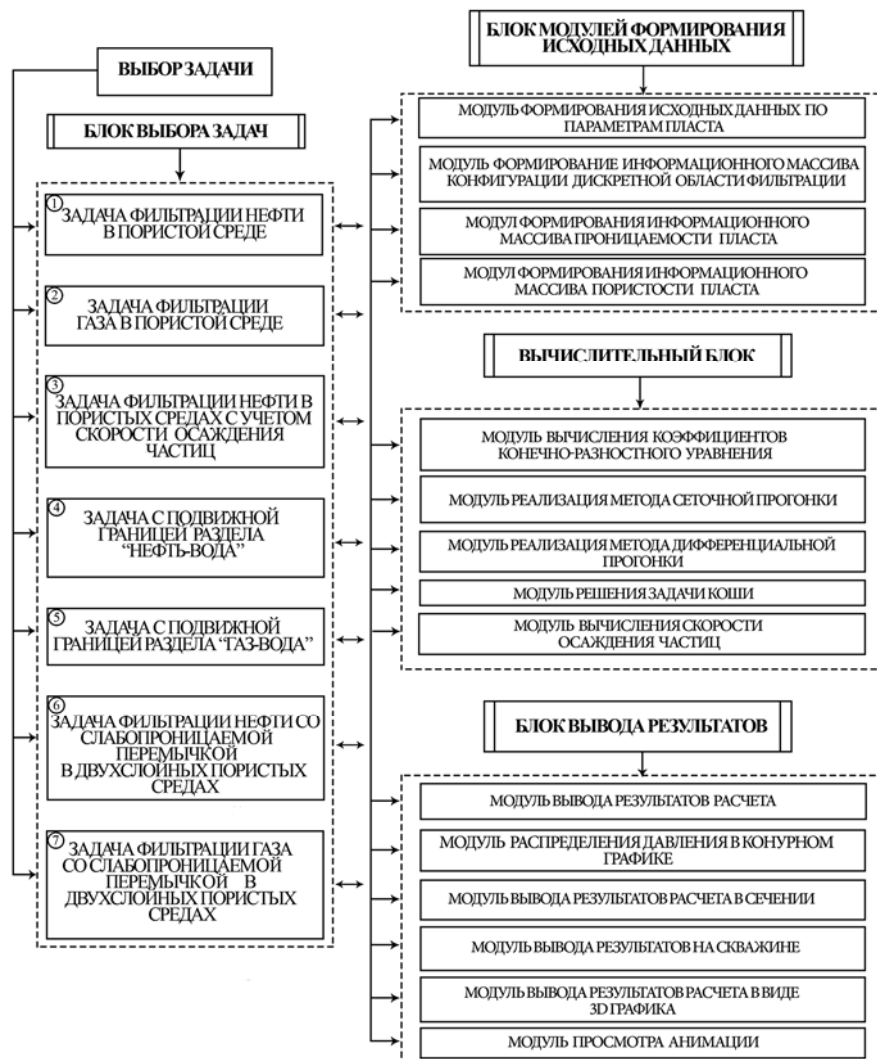 ВЫБОР ЗАДАЧИ
БЛОК ВЫБОРА ЗАДАЧ
1
ЗАДАЧА ФИЛЬТРАЦИИ НЕФТИ
В ПОРИСТОЙ СРЕДЕ
2
ЗАДАЧА ФИЛЬТРАЦИИ
ГАЗА В ПОРИСТОЙ СРЕДЕ
3
ЗАДАЧА ФИЛЬТРАЦИИ НЕФТИ В
ПОРИСТЫХ СРЕДАХ С УЧЕТОМ
СКОРОСТИ ОСАЖДЕНИЯ
ЧАСТИЦ
4
ЗАДАЧА С ПОДВИЖНОЙ
ГРАНИЦЕЙ РАЗДЕЛА
“НЕФТЬ-ВОДА”
5
ЗАДАЧА С ПОДВИЖНОЙ
ГРАНИЦЕЙ РАЗДЕЛА “ГАЗ-ВОДА”
6
ЗАДАЧА ФИЛЬТРАЦИИ НЕФТИ СО
СЛАБОПРОНИЦАЕМОЙ
ПЕРЕМЫЧКОЙ
В ДВУХСЛОЙНЫХ ПОРИСТЫХ
СРЕДАХ
7
ЗАДАЧА ФИЛЬТРАЦИИ ГАЗА
СО СЛАБОПРОНИЦАЕМОЙ
ПЕРЕМЫЧКОЙ В
ДВУХСЛОЙНЫХ ПОРИСТЫХ
СРЕДАХ
БЛОК МОДУЛЕЙ ФОРМИРОВАНИЯ
ИСХОДНЫХ ДАННЫХ
МОДУЛЬ ФОРМИРОВАНИЯ ИСХОДНЫХ ДАННЫХ ПО
ПАРАМЕТРАМ ПЛАСТА
МОДУЛЬ ФОРМИРОВАНИЕ ИНФОРМАЦИОННОГО МАССИВА
КОНФИГУРАЦИИ ДИСКРЕТНОЙ ОБЛАСТИ ФИЛЬТРАЦИИ
МОДУЛ ФОРМИРОВАНИЯ ИНФОРМАЦИОННОГО
МАССИВА ПРОНИЦАЕМОСТИ ПЛАСТА
МОДУЛ ФОРМИРОВАНИЯ ИНФОРМАЦИОННОГО
МАССИВА ПОРИСТОСТИ ПЛАСТА
ВЫЧИСЛИТЕЛЬНЫЙ БЛОК
МОДУЛЬ ВЫЧИСЛЕНИЯ КОЭФФИЦИЕНТОВ
КОНЕЧНО-РАЗНОСТНОГО УРАВНЕНИЯ
МОДУЛЬ РЕАЛИЗАЦИЯ МЕТОДА СЕТОЧНОЙ ПРОГОНКИ
МОДУЛЬ РЕАЛИЗАЦИЯ МЕТОДА ДИФФЕРЕНЦИАЛЬНОЙ
ПРОГОНКИ
МОДУЛЬ РЕШЕНИЯ ЗАДАЧИ КОШИ
МОДУЛЬ ВЫЧИСЛЕНИЯ СКОРОСТИ
ОСАЖДЕНИЯ ЧАСТИЦ
БЛОК ВЫВОДА РЕЗУЛЬТАТОВ
МОДУЛЬ ВЫВОДА РЕЗУЛЬТАТОВ РАСЧЕТА
МОДУЛЬ РАСПРЕДЕЛЕНИЯ ДАВЛЕНИЯ В КОНУРНОМ
ГРАФИКЕ
МОДУЛЬ ВЫВОДА РЕЗУЛЬТАТОВ РАСЧЕТА В СЕЧЕНИИ
МОДУЛЬ ВЫВОДА РЕЗУЛЬТАТОВ НА СКВАЖИНЕ
МОДУЛЬ ВЫВОДА РЕЗУЛЬТАТОВ РАСЧЕТА В ВИДЕ
3D ГРАФИКА
МОДУЛЬ ПРОСМОТРА АНИМАЦИИ